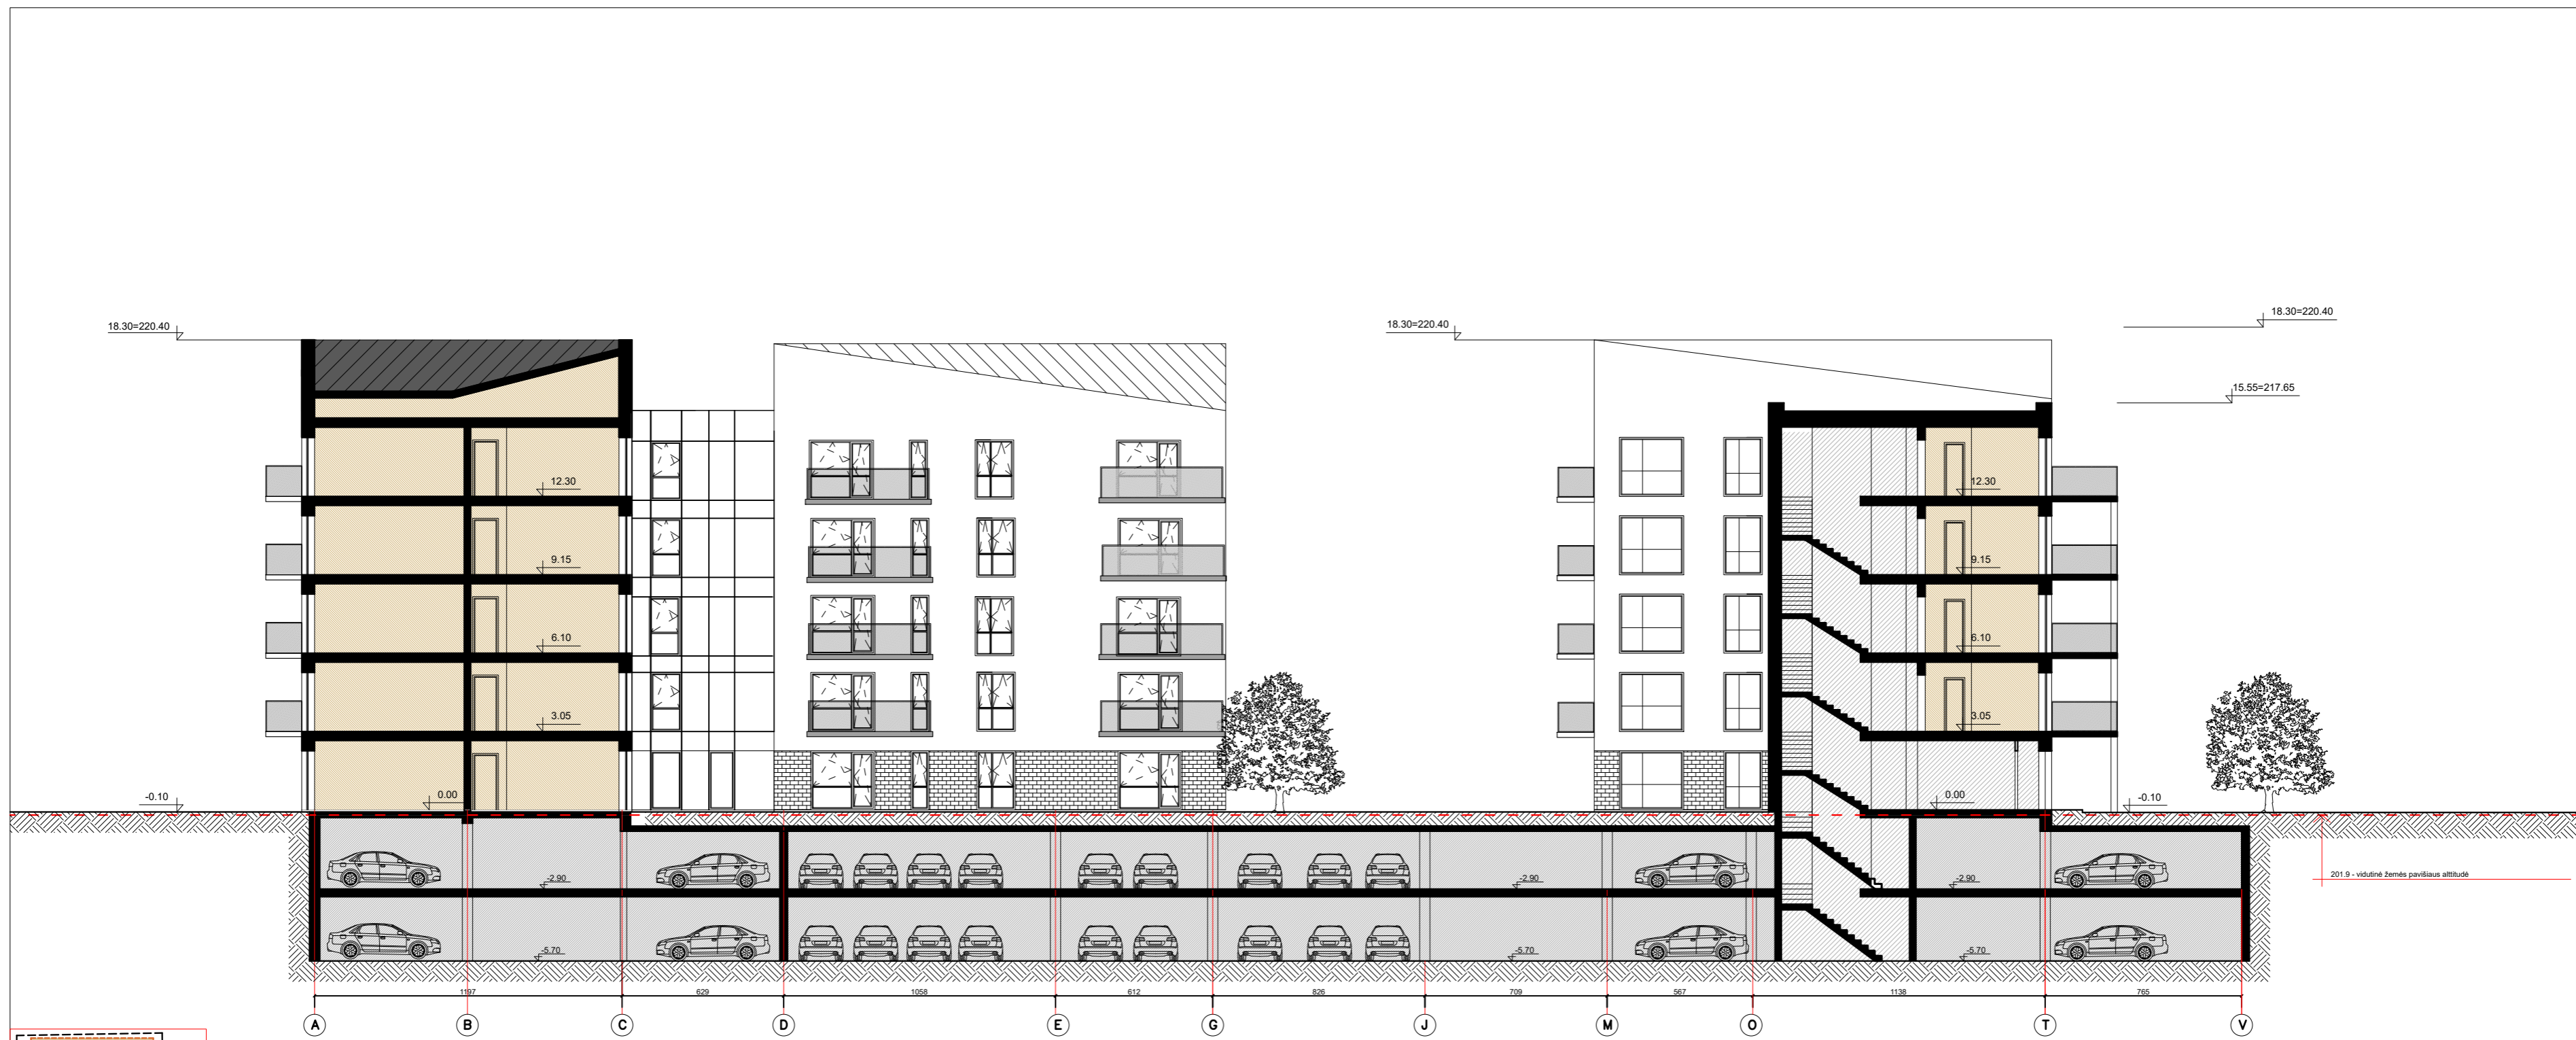 18.30=220.40
18.30=220.40
18.30=220.40
15.55=217.65
12.30
12.30
9.15
9.15
6.10
6.10
3.05
3.05
-0.10
0.00
0.00
-0.10
-2.90
-2.90
-2.90
201.9 - vidutinė žemės paviršiaus alttitudė
-5.70
-5.70
-5.70
1197
629
1058
612
826
709
567
1138
765
A
B
C
D
E
G
J
M
O
T
V